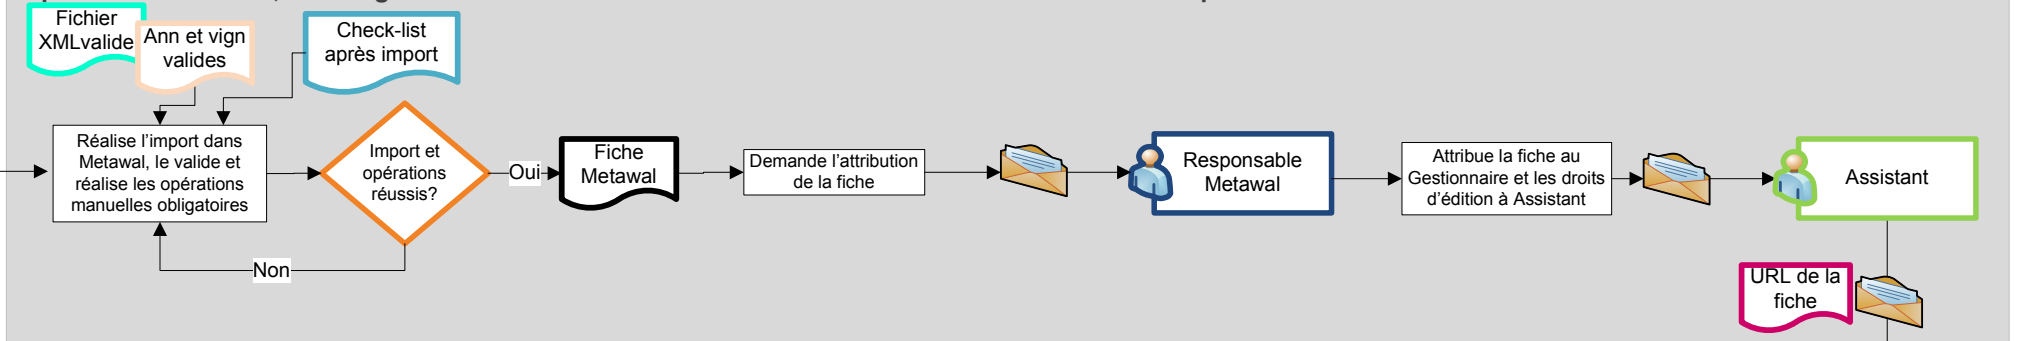 Fichier
XMLvalide
Ann et vign
valides
Check-list
après import
Réalise l'import dans
Metawal, le valide et
réalise les opérations
manuelles obligatoires
Import et
opérations
réussis?
Oui
Non
Fiche
Metawal
Demande l'attribution
de la fiche
Responsable
Metawal
Attribue la fiche au
Gestionnaire et les droits
d'édition à Assistant
Assistant
URL de la
fiche